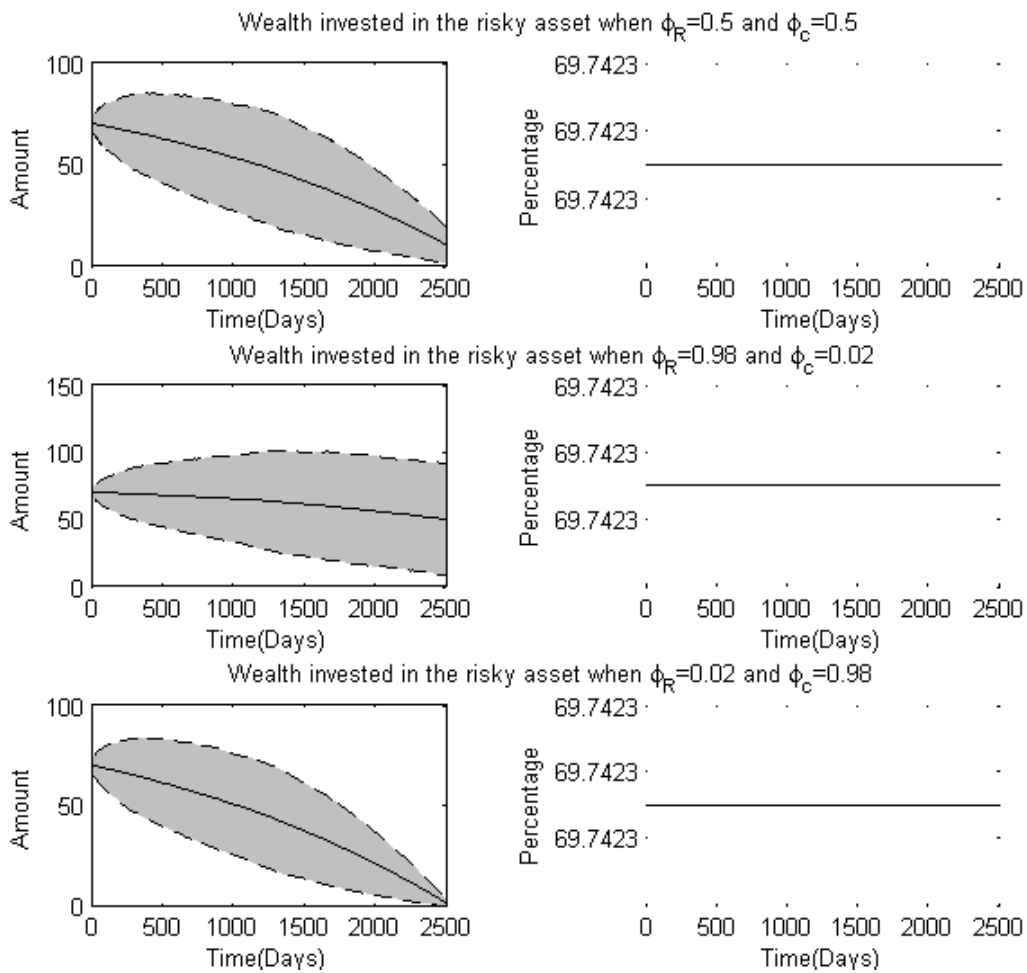 Wealth invested in the risky asset when ϕR=0.5 and ϕc=0.5
100
50
0
Amount
0 500 1000 1500 2000 2500
Time(Days)
69.7423
69.7423
69.7423
Percentage
0 500 1000 1500 2000 2500
Time(Days)
Wealth invested in the risky asset when ϕR=0.98 and ϕc=0.02
150
100
50
0
Amount
0 500 1000 1500 2000 2500
Time(Days)
69.7423
69.7423
69.7423
Percentage
0 500 1000 1500 2000 2500
Time(Days)
Wealth invested in the risky asset when ϕR=0.02 and ϕc=0.98
100
50
0
Amount
0 500 1000 1500 2000 2500
Time(Days)
69.7423
69.7423
69.7423
Percentage
0 500 1000 1500 2000 2500
Time(Days)